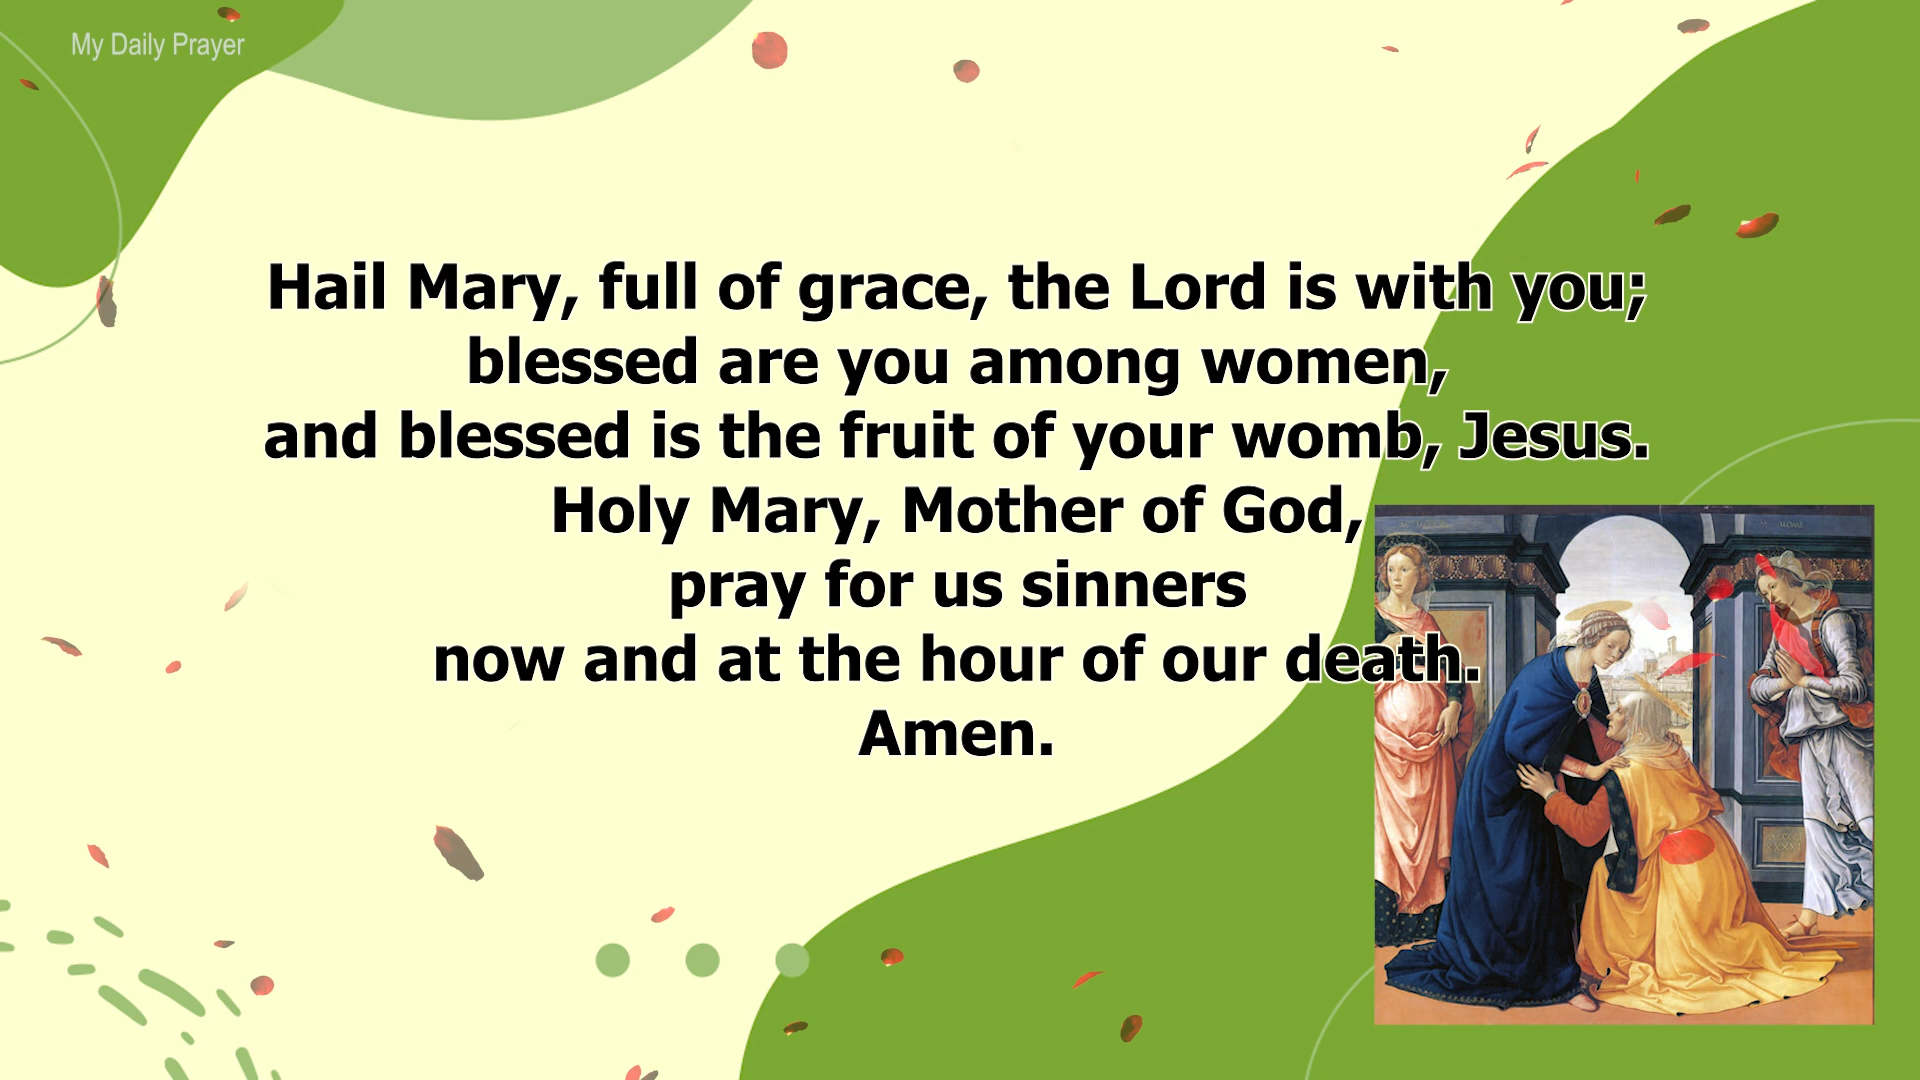 My Daily Prayer
Hail Mary, full of grace, the Lord is with you;
blessed are you among women,
and blessed is the fruit of your womb, Jesus.
Holy Mary, Mother of God,
pray for us sinners
now and at the hour of our death.
Amen.